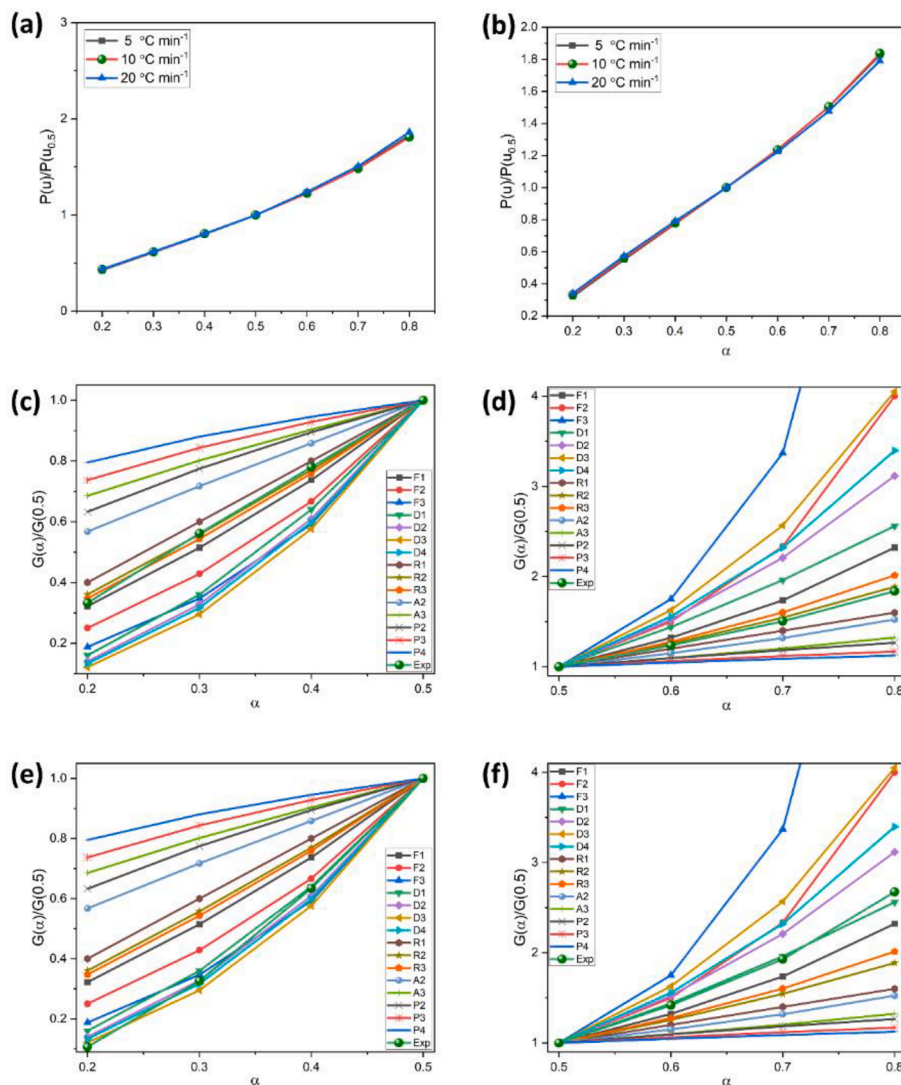 (a)
3
2
1
0
P(u)/P(u0.5)
5 °C min-1
10 °C min-1
20 °C min-1
0.2 0.3 0.4 0.5 0.6 0.7 0.8
(b)
2.0
1.8
1.6
1.4
1.2
1.0
0.8
0.6
0.4
0.2
P(u)/P(u0.5)
5 °C min-1
10 °C min-1
20 °C min-1
0.2 0.3 0.4 0.5 0.6 0.7 0.8
α
(c)
1.0
0.8
0.6
0.4
0.2
G(α)/G(0.5)
F1
F2
F3
D1
D2
D3
D4
R1
R2
R3
A2
A3
P2
P3
P4
Exp
0.2 0.3 0.4 0.5
α
(d)
4
3
2
1
G(α)/G(0.5)
F1
F2
F3
D1
D2
D3
D4
R1
R2
R3
A2
A3
P2
P3
P4
Exp
0.5 0.6 0.7 0.8
α
(e)
1.0
0.8
0.6
0.4
0.2
G(α)/G(0.5)
F1
F2
F3
D1
D2
D3
D4
R1
R2
R3
A2
A3
P2
P3
P4
Exp
0.2 0.3 0.4 0.5
α
(f)
4
3
2
1
G(α)/G(0.5)
F1
F2
F3
D1
D2
D3
D4
R1
R2
R3
A2
A3
P2
P3
P4
Exp
0.5 0.6 0.7 0.8
α